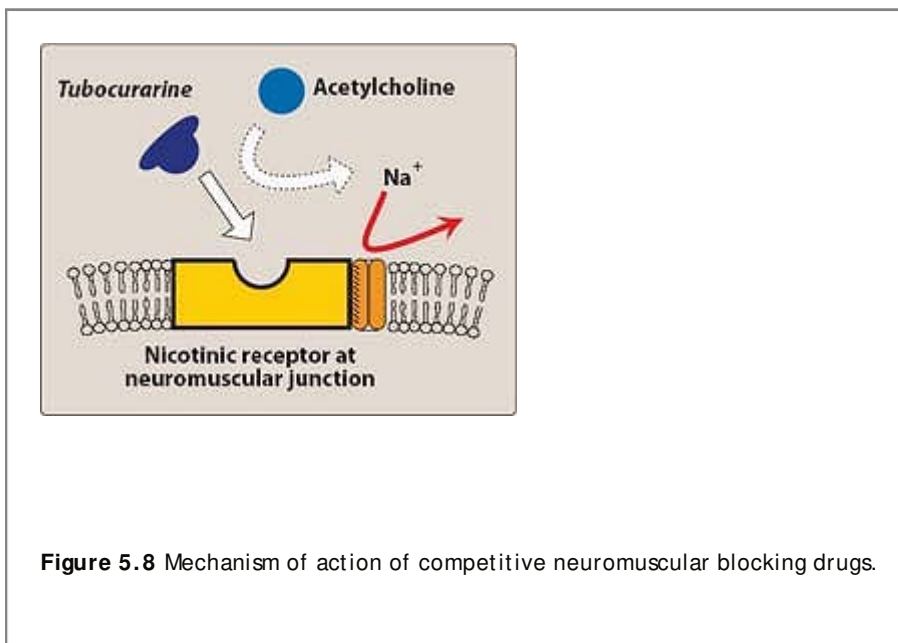 Tubocurarine
Acetylcholine
Na+
Nicotinic receptor at
neuromuscular junction
Figure 5.8 Mechanism of action of competitive neuromuscular blocking drugs.